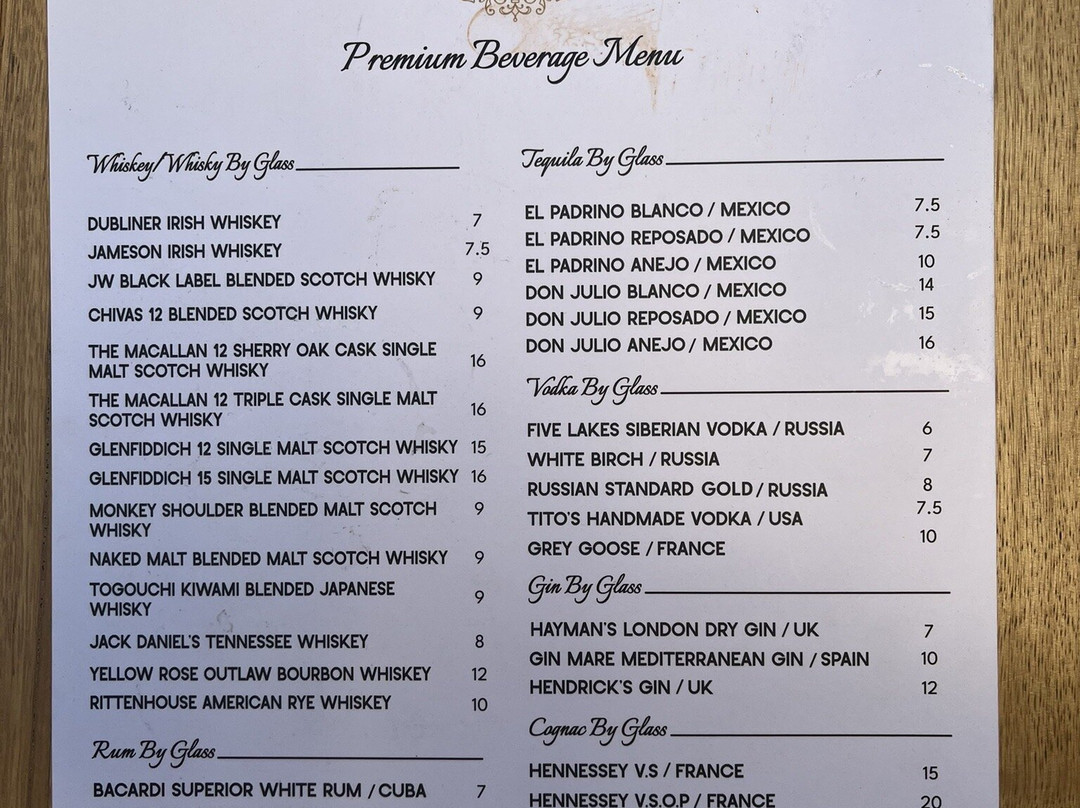 Premium Beverage Menu
Whiskey/Whisky By Glass
DUBLINER IRISH WHISKEY 7
JAMESON IRISH WHISKEY 7.5
JW BLACK LABEL BLENDED SCOTCH WHISKY 9
CHIVAS 12 BLENDED SCOTCH WHISKY 9
THE MACALLAN 12 SHERRY OAK CASK SINGLE
MALT SCOTCH WHISKY 16
THE MACALLAN 12 TRIPLE CASK SINGLE MALT
SCOTCH WHISKY 16
GLENFIDDICH 12 SINGLE MALT SCOTCH WHISKY 15
GLENFIDDICH 15 SINGLE MALT SCOTCH WHISKY 16
MONKEY SHOULDER BLENDED MALT SCOTCH 9
WHISKY
NAKED MALT BLENDED MALT SCOTCH WHISKY 9
TOGOUCHI KIWAMI BLENDED JAPANESE
WHISKY 9
JACK DANIEL'S TENNESSEE WHISKEY 8
YELLOW ROSE OUTLAW BOURBON WHISKEY 12
RITTENHOUSE AMERICAN RYE WHISKEY 10
Rum By Glass
BACARDI SUPERIOR WHITE RUM / CUBA 7
Tequila By Glass
EL PADRINO BLANCO / MEXICO 7.5
EL PADRINO REPOSADO / MEXICO 7.5
EL PADRINO ANEJO / MEXICO 10
DON JULIO BLANCO / MEXICO 14
DON JULIO REPOSADO / MEXICO 15
DON JULIO ANEJO / MEXICO 16
Vodka By Glass
FIVE LAKES SIBERIAN VODKA / RUSSIA 6
WHITE BIRCH / RUSSIA 7
RUSSIAN STANDARD GOLD / RUSSIA 8
TITO'S HANDMADE VODKA / USA 7.5
GREY GOOSE / FRANCE 10
Gin By Glass
HAYMAN'S LONDON DRY GIN / UK 7
GIN MARE MEDITERRANEAN GIN / SPAIN 10
HENDRICK'S GIN / UK 12
Cognac By Glass
HENNESSEY V.S / FRANCE 15
HENNESSEY V.S.O.P / FRANCE 20